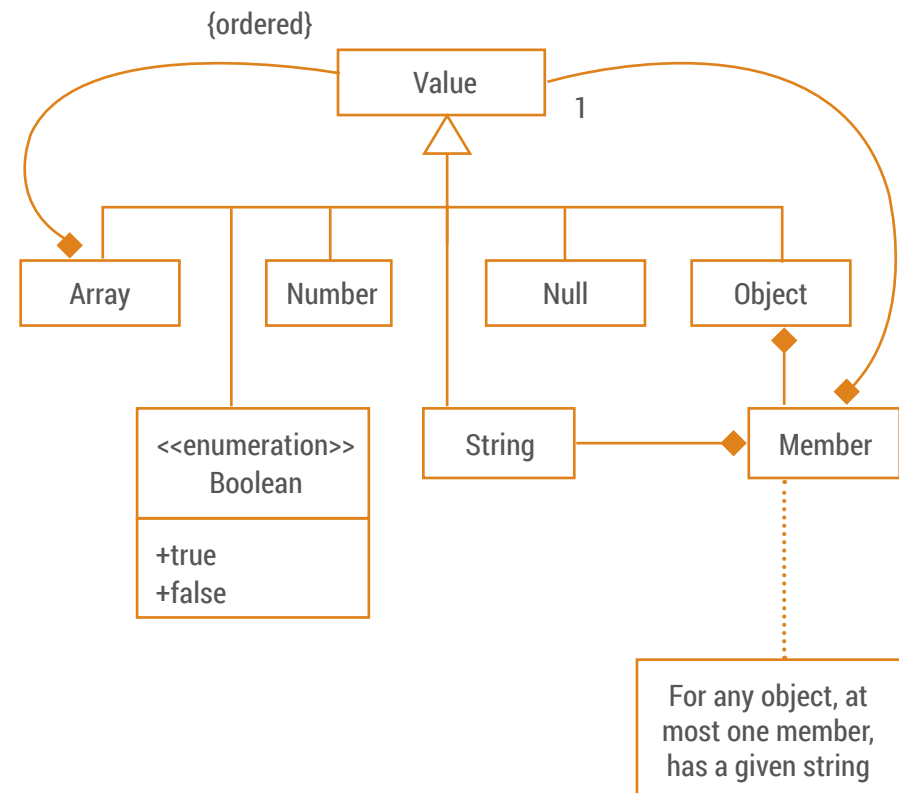 {ordered}
Value
1
Array
Number
Null
Object
<<enumeration>>
Boolean
+true
+false
String
Member
For any object, at
most one member,
has a given string